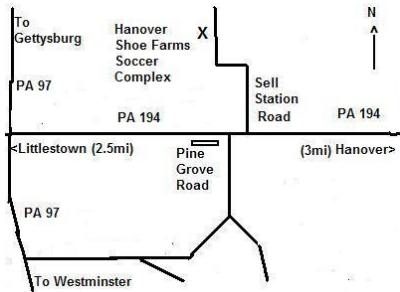 To
Gettysburg
Hanover
Shoe Farms
Soccer
Complex
X
N
PA 97
Sell
Station
Road
PA 194
PA 194
<Littlestown (2.5mi)
Pine
Grove
Road
(3mi) Hanover>
PA 97
To Westminster